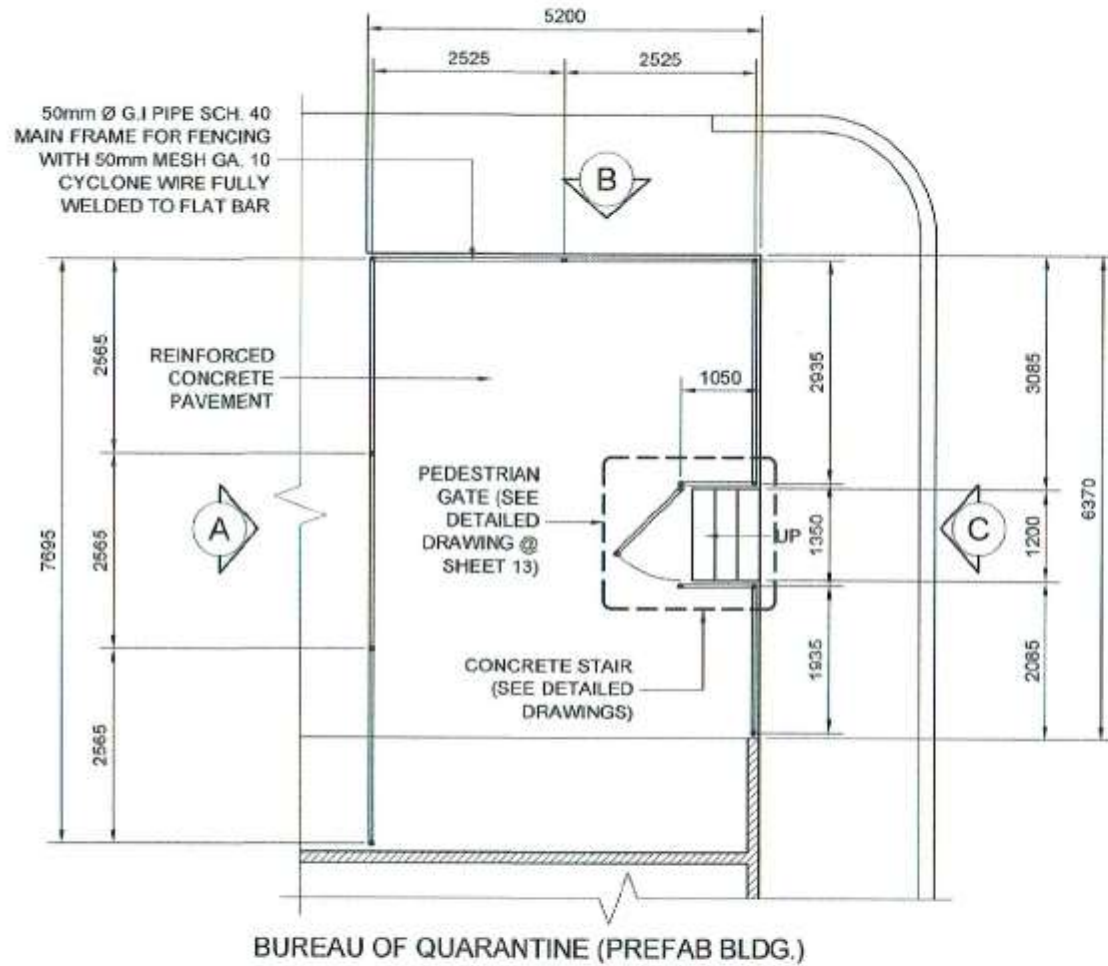 5200
2525
2525
50mm Ø G.I PIPE SCH. 40
MAIN FRAME FOR FENCING
WITH 50mm MESH GA. 10
CYCLONE WIRE FULLY
WELDED TO FLAT BAR
B
2565
REINFORCED
CONCRETE
PAVEMENT
1050
2935
3085
7695
2565
A
PEDESTRIAN
GATE (SEE
DETAILED
DRAWING @
SHEET 13)
UP
1350
C
1200
6370
2565
CONCRETE STAIR
(SEE DETAILED
DRAWINGS)
1935
2085
BUREAU OF QUARANTINE (PREFAB BLDG.)